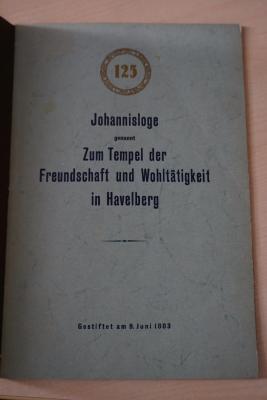 125
Johannisloge
genannt
Zum Tempel der
Freundschaft und Wohltätigkeit
in Havelberg
Gestiftet am 9. Juni 1803